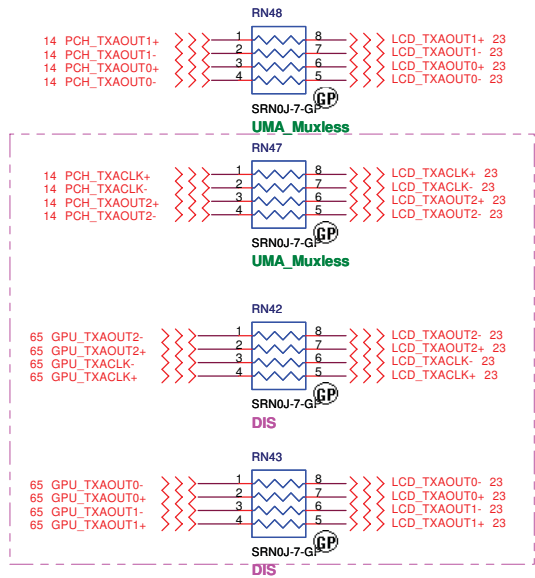 RN48
14 PCH_TXAOUT1+ 1 8 LCD_TXAOUT1+ 23
14 PCH_TXAOUT1- 2 7 LCD_TXAOUT1- 23
14 PCH_TXAOUT0+ 3 6 LCD_TXAOUT0+ 23
14 PCH_TXAOUT0- 4 5 LCD_TXAOUT0- 23
SRN0J-7-GP GP
UMA_Muxless
RN47
14 PCH_TXACLK+ 1 8 LCD_TXACLK+ 23
14 PCH_TXACLK- 2 7 LCD_TXACLK- 23
14 PCH_TXAOUT2+ 3 6 LCD_TXAOUT2+ 23
14 PCH_TXAOUT2- 4 5 LCD_TXAOUT2- 23
SRN0J-7-GP GP
UMA_Muxless
RN42
65 GPU_TXAOUT2- 1 8 LCD_TXAOUT2- 23
65 GPU_TXAOUT2+ 2 7 LCD_TXAOUT2+ 23
65 GPU_TXACLK- 3 6 LCD_TXACLK- 23
65 GPU_TXACLK+ 4 5 LCD_TXACLK+ 23
SRN0J-7-GP GP
DIS
RN43
65 GPU_TXAOUT0- 1 8 LCD_TXAOUT0- 23
65 GPU_TXAOUT0+ 2 7 LCD_TXAOUT0+ 23
65 GPU_TXAOUT1- 3 6 LCD_TXAOUT1- 23
65 GPU_TXAOUT1+ 4 5 LCD_TXAOUT1+ 23
SRN0J-7-GP GP
DIS